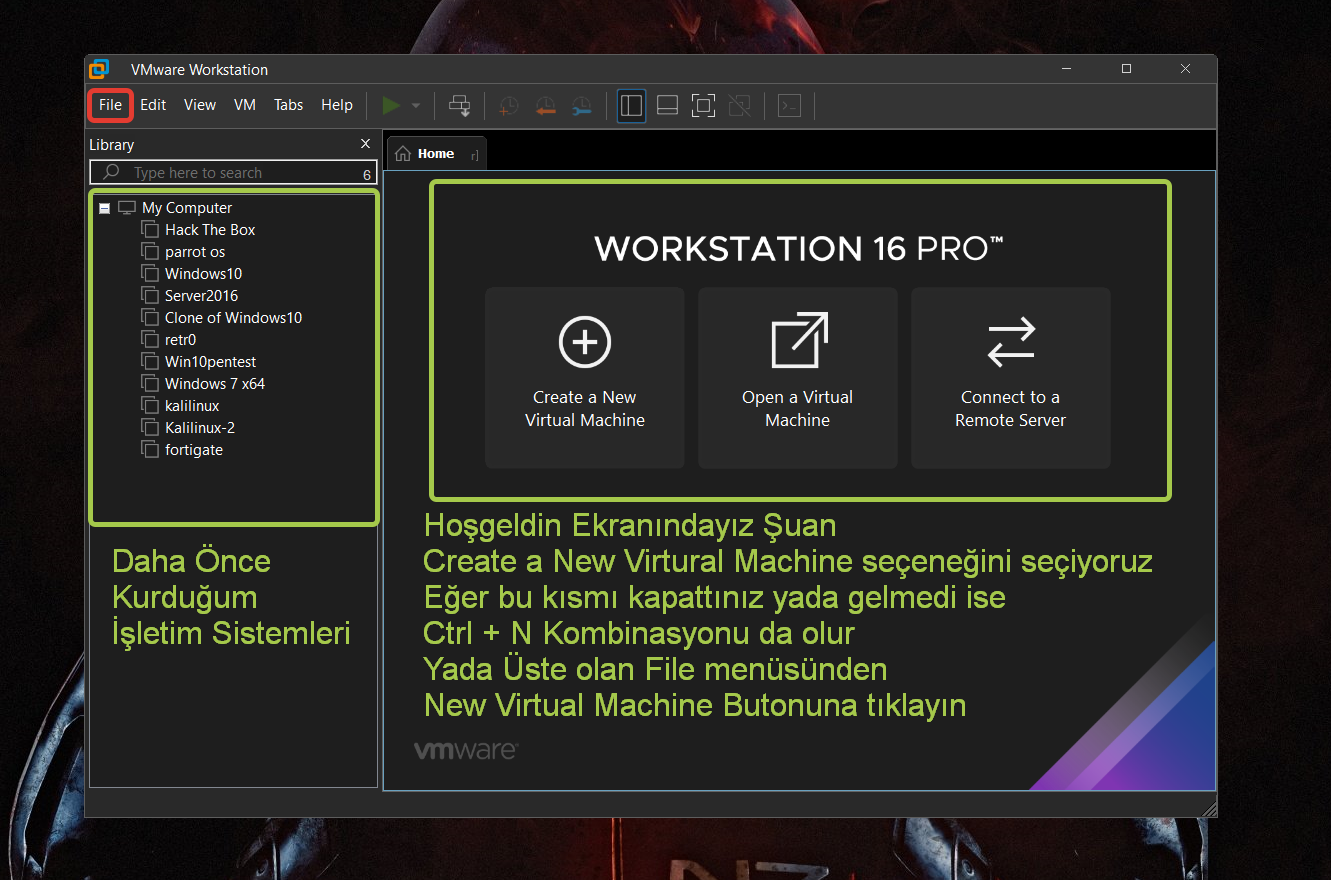 VMware Workstation
File Edit View VM Tabs Help
Library X
Type here to search
My Computer
Hack The Box
parrot os
Windows10
Server2016
Clone of Windows10
retr0
Win10pentest
Windows 7 x64
kalilinux
Kalilinux-2
fortigate
Daha Önce
Kurduğum
İşletim Sistemleri
Home
WORKSTATION 16 PRO™
Create a New
Virtual Machine
Open a Virtual
Machine
Connect to a
Remote Server
Hoşgeldin Ekranındayız Şuan
Create a New Virtural Machine seçeneğini seçiyoruz
Eğer bu kısmı kapattınız yada gelmedi ise
Ctrl + N Kombinasyonu da olur
Yada Üste olan File menüsünden
New Virtual Machine Butonuna tıklayın
vmware